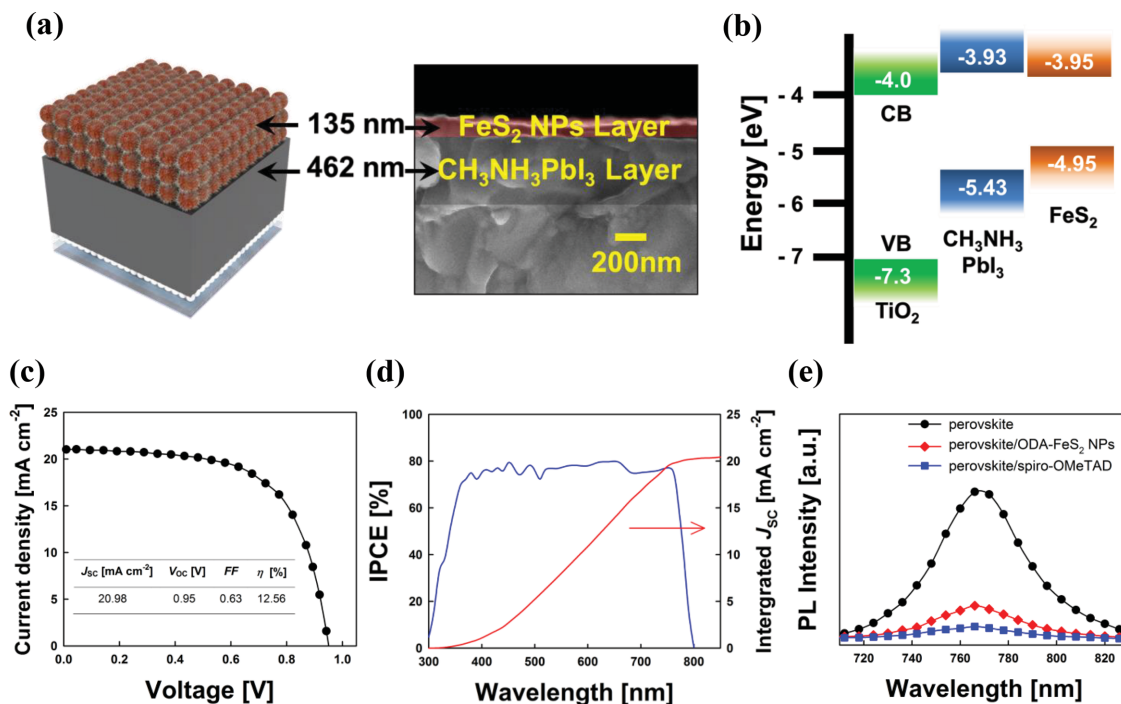 (a)
135 nm
462 nm
FeS₂ NPs Layer
CH₃NH₃PbI₃ Layer
200nm
(b)
Energy [eV]
- 4
- 5
- 6
- 7
-4.0
CB
VB
-7.3
TiO₂
-3.93
-5.43
CH₃NH₃
PbI₃
-3.95
-4.95
FeS₂
(c)
Current density [mA cm⁻²]
25
20
15
10
5
0
J_SC [mA cm⁻²] V_OC [V] FF η [%]
20.98 0.95 0.63 12.56
0.0 0.2 0.4 0.6 0.8 1.0
Voltage [V]
(d)
IPCE [%]
100
80
60
40
20
0
25
20
15
10
5
0
Intergrated J_SC [mA cm⁻²]
300 400 500 600 700 800
Wavelength [nm]
(e)
PL Intensity [a.u.]
perovskite
perovskite/ODA-FeS₂ NPs
perovskite/spiro-OMeTAD
720 740 760 780 800 820
Wavelength [nm]